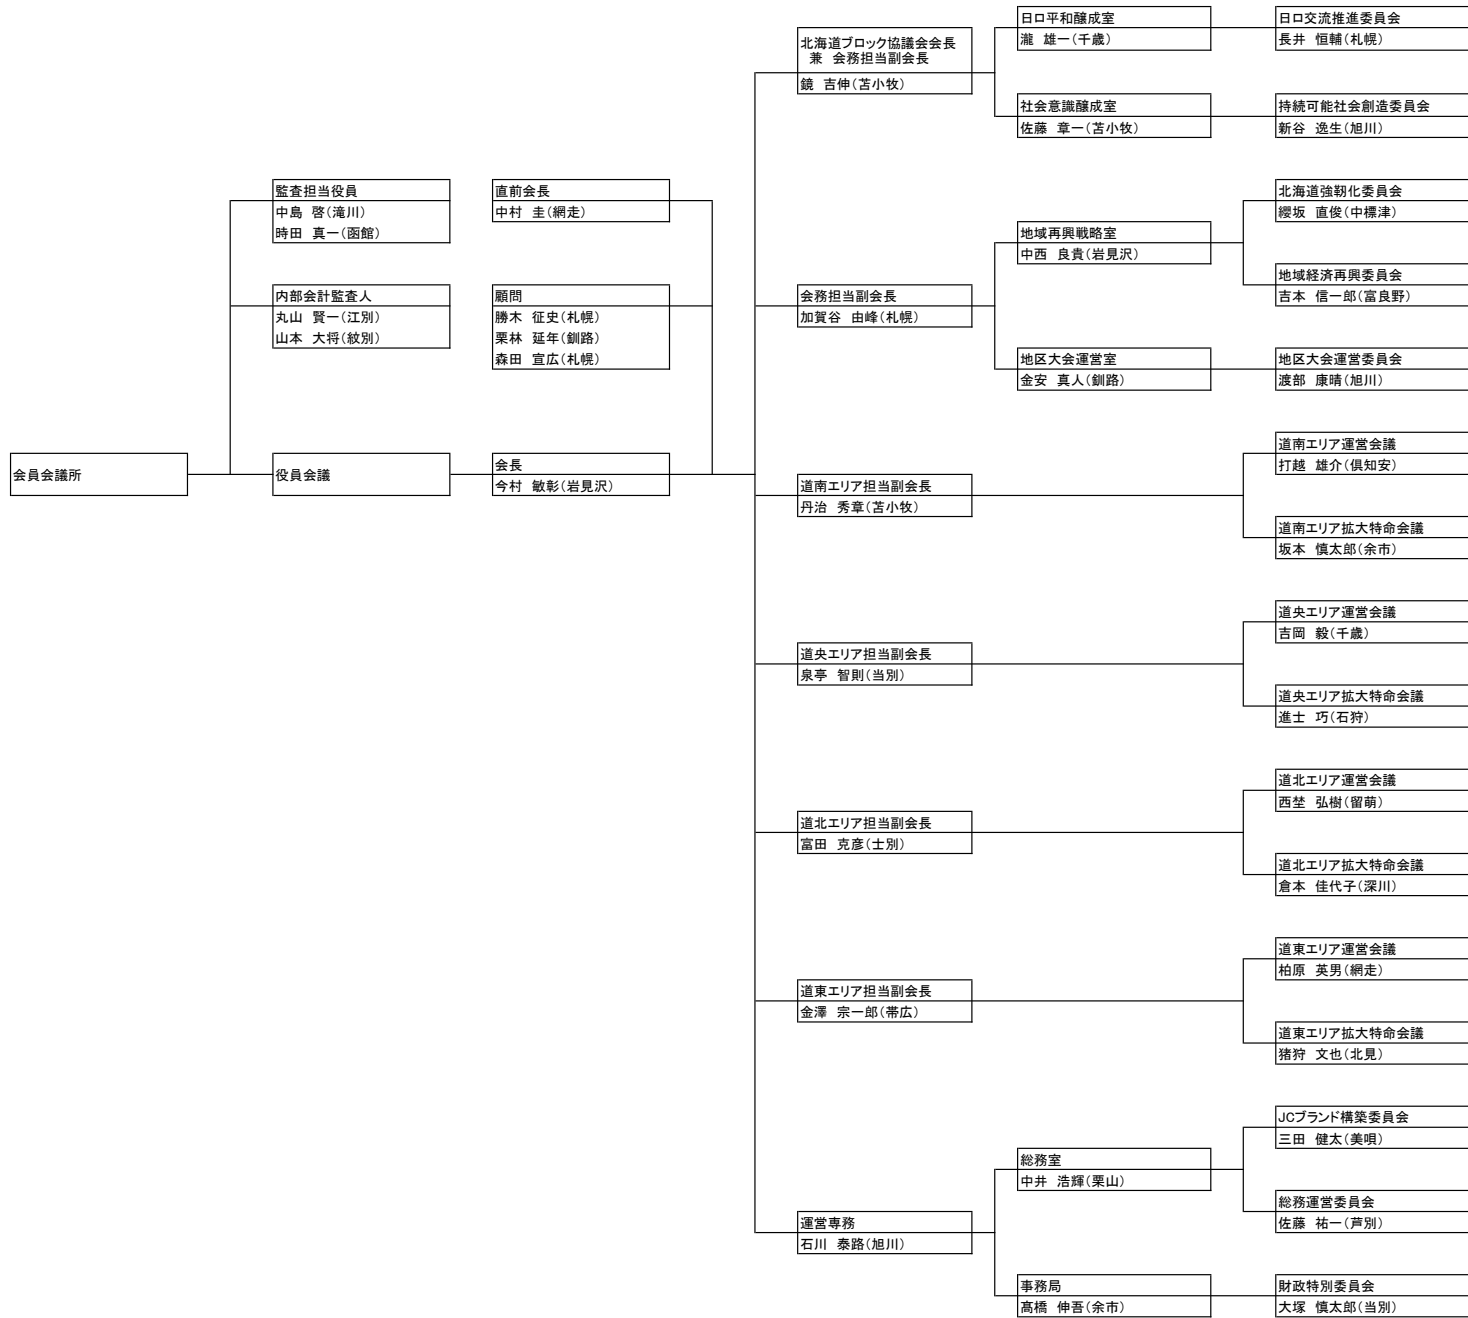 会員会議所
監査担当役員
中島 啓(滝川)
時田 真一(函館)
内部会計監査人
丸山 賢一(江別)
山本 大将(紋別)
役員会議
直前会長
中村 圭(網走)
顧問
勝木 征史(札幌)
栗林 延年(釧路)
森田 宣広(札幌)
会長
今村 敏彰(岩見沢)
北海道ブロック協議会会長
兼 会務担当副会長
鏡 吉伸(苫小牧)
日ロ平和醸成室
瀧 雄一(千歳)
日ロ交流推進委員会
長井 恒輔(札幌)
社会意識醸成室
佐藤 章一(苫小牧)
持続可能社会創造委員会
新谷 逸生(旭川)
会務担当副会長
加賀谷 由峰(札幌)
地域再興戦略室
中西 良貴(岩見沢)
北海道強靭化委員会
纓坂 直俊(中標津)
地域経済再興委員会
吉本 信一郎(富良野)
地区大会運営室
金安 真人(釧路)
地区大会運営委員会
渡部 康晴(旭川)
道南エリア担当副会長
丹治 秀章(苫小牧)
道南エリア運営会議
打越 雄介(倶知安)
道南エリア拡大特命会議
坂本 慎太郎(余市)
道央エリア担当副会長
泉亭 智則(当別)
道央エリア運営会議
吉岡 毅(千歳)
道央エリア拡大特命会議
進士 巧(石狩)
道北エリア担当副会長
富田 克彦(士別)
道北エリア運営会議
西埜 弘樹(留萌)
道北エリア拡大特命会議
倉本 佳代子(深川)
道東エリア担当副会長
金澤 宗一郎(帯広)
道東エリア運営会議
柏原 英男(網走)
道東エリア拡大特命会議
猪狩 文也(北見)
運営専務
石川 泰路(旭川)
総務室
中井 浩輝(栗山)
JCブランド構築委員会
三田 健太(美唄)
総務運営委員会
佐藤 祐一(芦別)
事務局
髙橋 伸吾(余市)
財政特別委員会
大塚 慎太郎(当別)